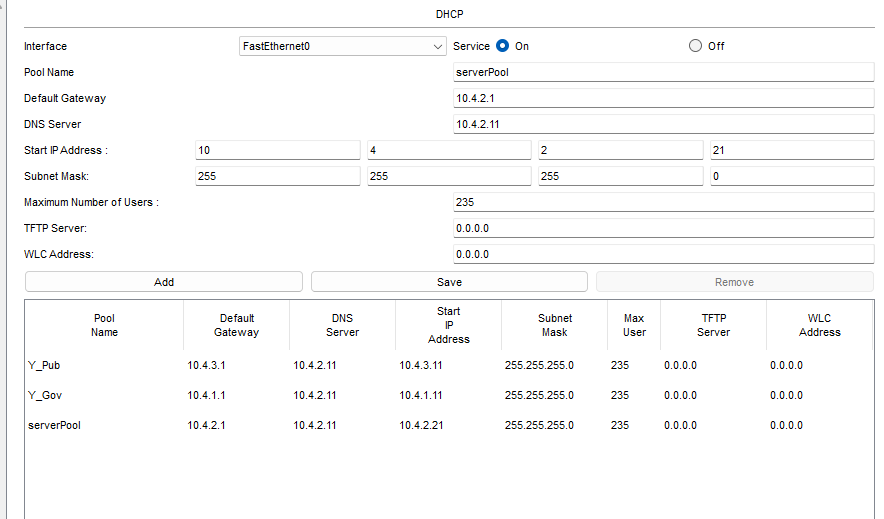 DHCP
Interface FastEthernet0 Service On Off
Pool Name serverPool
Default Gateway 10.4.2.1
DNS Server 10.4.2.11
Start IP Address : 10 4 2 21
Subnet Mask: 255 255 255 0
Maximum Number of Users : 235
TFTP Server: 0.0.0.0
WLC Address: 0.0.0.0
Add Save Remove
Pool Name Default Gateway DNS Server Start IP Address Subnet Mask Max User TFTP Server WLC Address
Y_Pub 10.4.3.1 10.4.2.11 10.4.3.11 255.255.255.0 235 0.0.0.0 0.0.0.0
Y_Gov 10.4.1.1 10.4.2.11 10.4.1.11 255.255.255.0 235 0.0.0.0 0.0.0.0
serverPool 10.4.2.1 10.4.2.11 10.4.2.21 255.255.255.0 235 0.0.0.0 0.0.0.0